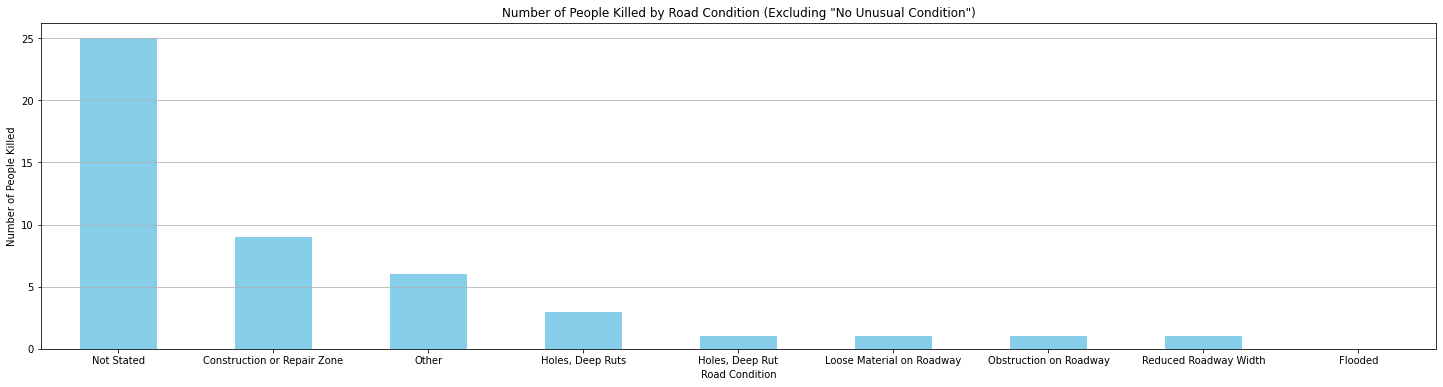 Number of People Killed by Road Condition (Excluding "No Unusual Condition")
Number of People Killed
25
20
15
10
5
0
Not Stated
Construction or Repair Zone
Other
Holes, Deep Ruts
Holes, Deep Rut
Loose Material on Roadway
Obstruction on Roadway
Reduced Roadway Width
Flooded
Road Condition